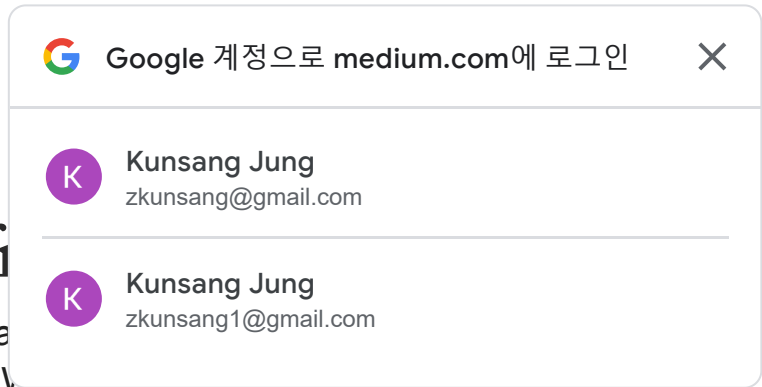 Google 계정으로 medium.com에 로그인
K
Kunsang Jung
zkunsang@gmail.com
K
Kunsang Jung
zkunsang1@gmail.com